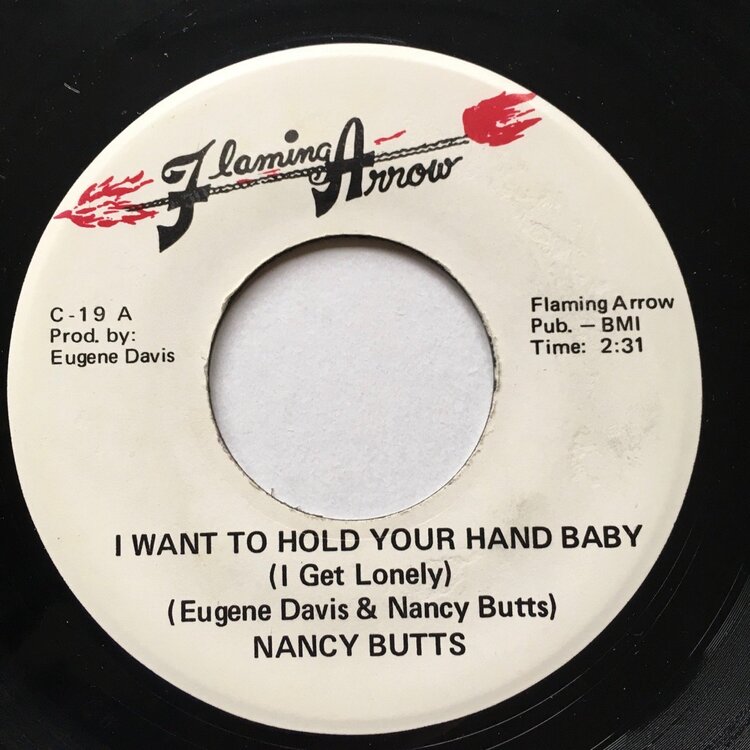 Flaming Arrow
C-19 A
Prod. by:
Eugene Davis
Flaming Arrow
Pub. — BMI
Time: 2:31
I WANT TO HOLD YOUR HAND BABY
(I Get Lonely)
(Eugene Davis & Nancy Butts)
NANCY BUTTS